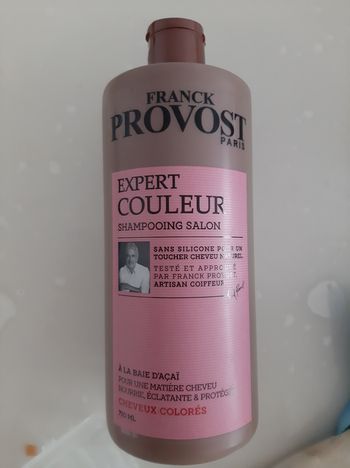 FRANCK
PROVOST
PARIS
EXPERT
COULEUR
SHAMPOOING SALON
SANS SILICONE POUR UN
TOUCHER CHEVEU NATUREL.
TESTÉ ET APPROUVÉ
PAR FRANCK PROVOST,
ARTISAN COIFFEUR
À LA BAIE D'AÇAÏ
POUR UNE MATIÈRE CHEVEU
NOURRIE, ÉCLATANTE & PROTÉGÉE
CHEVEUX COLORÉS
750 ML